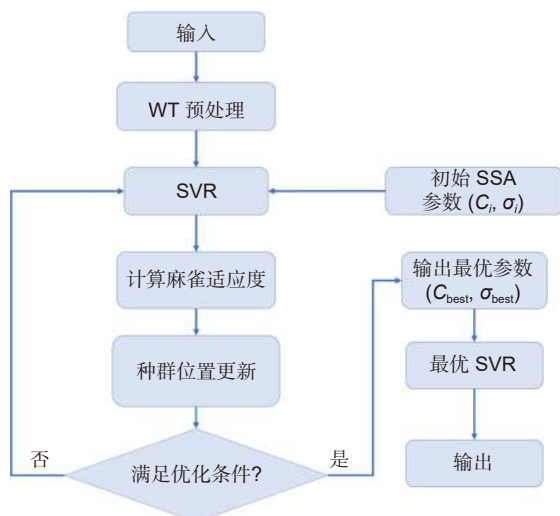 输入
WT 预处理
SVR
初始 SSA
参数 (Cᵢ, σᵢ)
计算麻雀适应度
输出最优参数
(C_best, σ_best)
种群位置更新
最优 SVR
否
满足优化条件?
是
输出